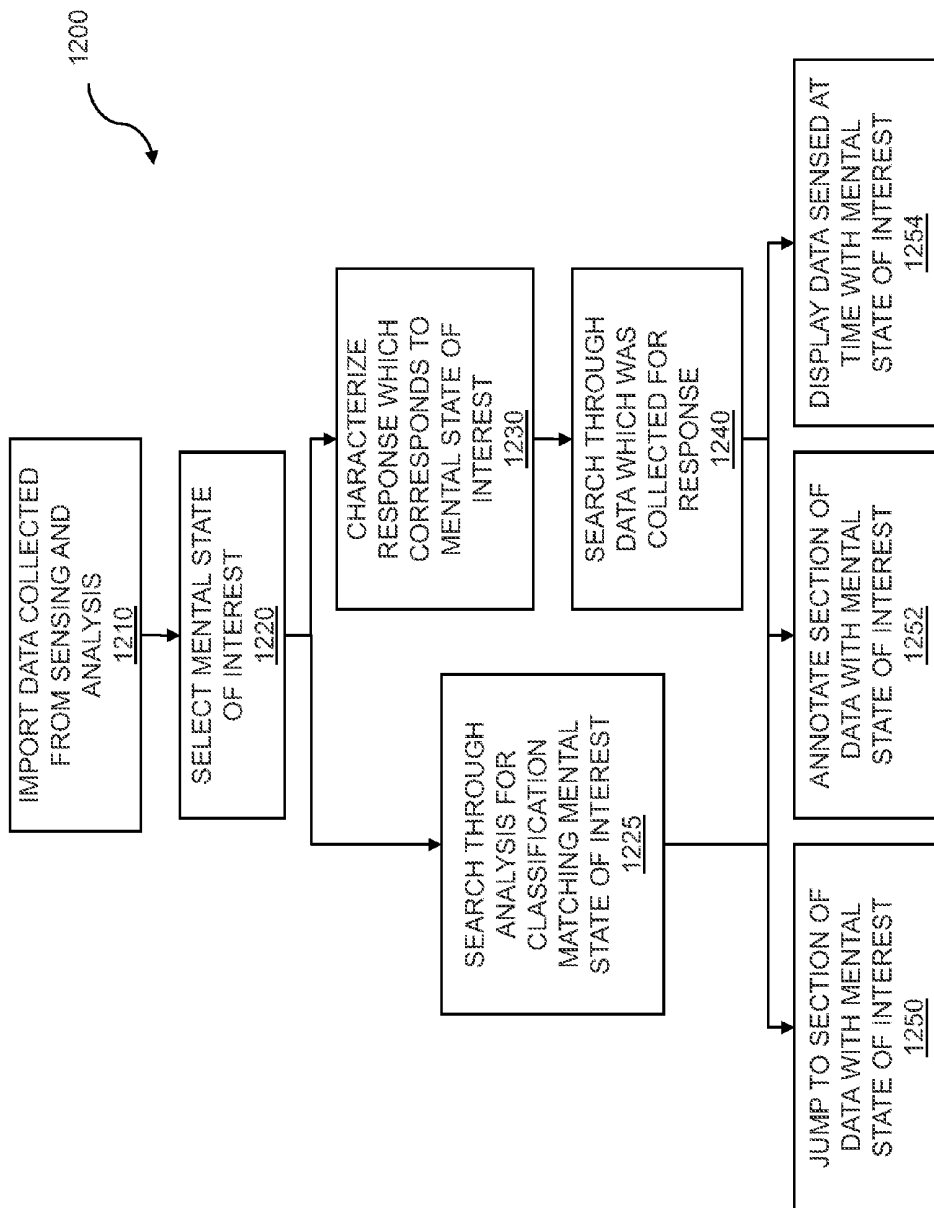 1200
IMPORT DATA COLLECTED
FROM SENSING AND
ANALYSIS
1210
SELECT MENTAL STATE
OF INTEREST
1220
SEARCH THROUGH
ANALYSIS FOR
CLASSIFICATION
MATCHING MENTAL
STATE OF INTEREST
1225
CHARACTERIZE
RESPONSE WHICH
CORRESPONDS TO
MENTAL STATE OF
INTEREST
1230
SEARCH THROUGH
DATA WHICH WAS
COLLECTED FOR
RESPONSE
1240
JUMP TO SECTION OF
DATA WITH MENTAL
STATE OF INTEREST
1250
ANNOTATE SECTION OF
DATA WITH MENTAL
STATE OF INTEREST
1252
DISPLAY DATA SENSED AT
TIME WITH MENTAL
STATE OF INTEREST
1254